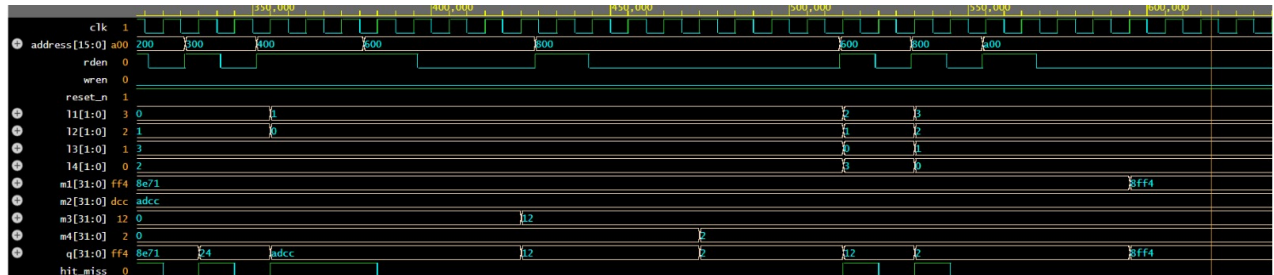 350,000 400,000 450,000 500,000 550,000 600,000
clk 1
address[15:0] a00 200 300 400 600 800 600 800 a00
rden 0
wren 0
reset_n 1
l1[1:0] 3 0 1 2 3
l2[1:0] 2 1 0 1 2
l3[1:0] 1 3 0 1
l4[1:0] 0 2 3 0
m1[31:0] ff4 8e71 8ff4
m2[31:0] dcc adcc
m3[31:0] 12 0 12
m4[31:0] 2 0 2
q[31:0] ff4 8e71 24 adcc 12 2 12 2 8ff4
hit_miss 0